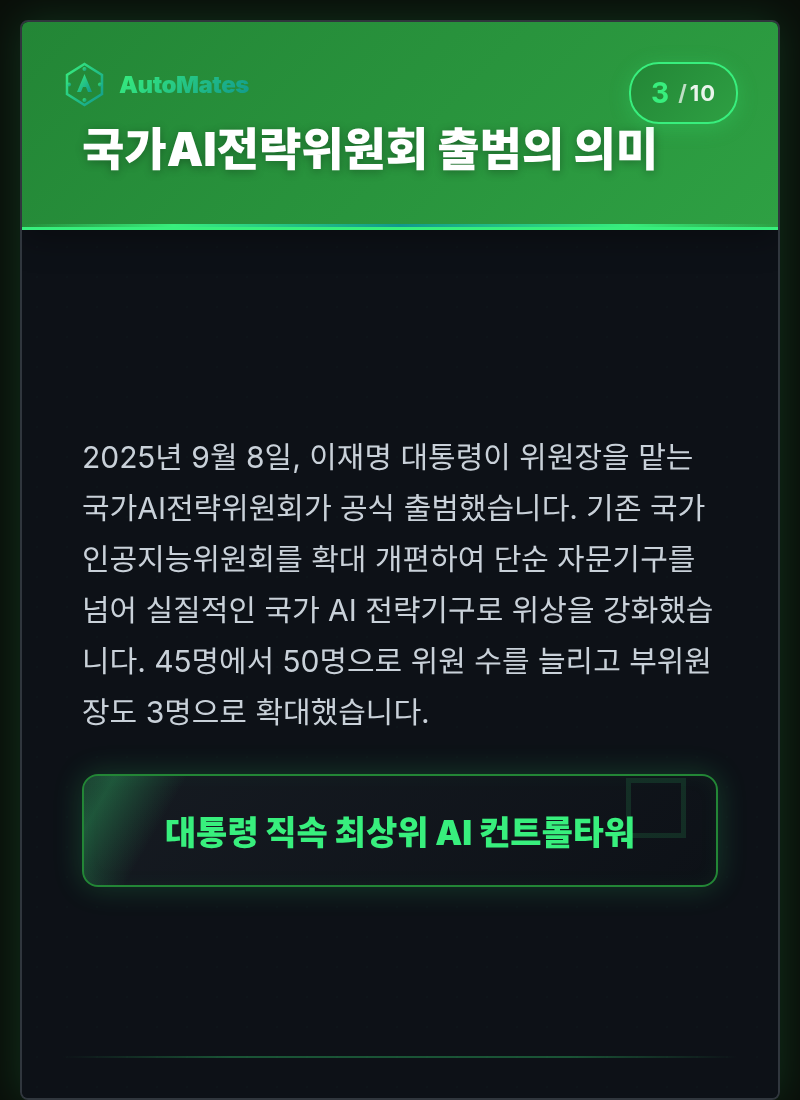 AutoMates
3 /10
국가AI전략위원회 출범의 의미
2025년 9월 8일, 이재명 대통령이 위원장을 맡는
국가AI전략위원회가 공식 출범했습니다. 기존 국가
인공지능위원회를 확대 개편하여 단순 자문기구를
넘어 실질적인 국가 AI 전략기구로 위상을 강화했습
니다. 45명에서 50명으로 위원 수를 늘리고 부위원
장도 3명으로 확대했습니다.
대통령 직속 최상위 AI 컨트롤타워